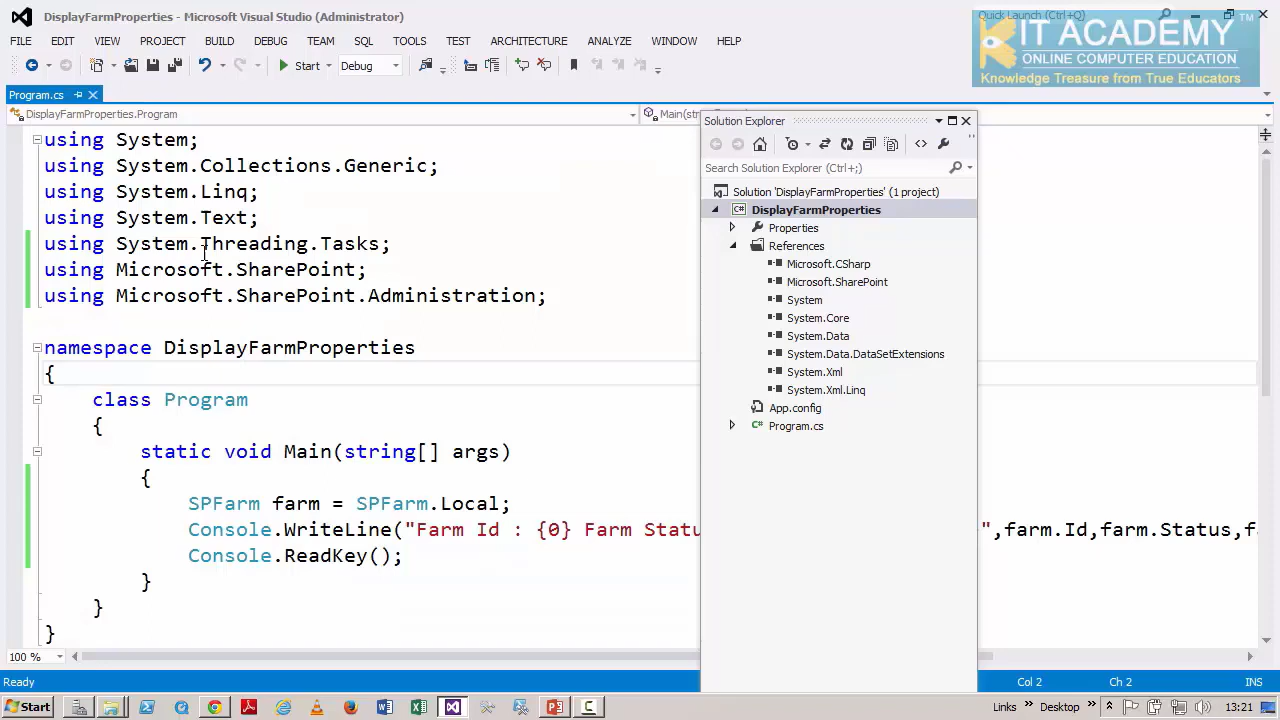 DisplayFarmProperties - Microsoft Visual Studio (Administrator)
Quick Launch (Ctrl+Q)
FILE EDIT VIEW PROJECT BUILD DEBUG TEAM SQL TOOLS TEST ARCHITECTURE ANALYZE WINDOW HELP
KIT ACADEMY TM
ONLINE COMPUTER EDUCATION
Knowledge Treasure from True Educators
Start Debug
Program.cs
DisplayFarmProperties.Program
Main(str
using System;
using System.Collections.Generic;
using System.Linq;
using System.Text;
using System.Threading.Tasks;
using Microsoft.SharePoint;
using Microsoft.SharePoint.Administration;
namespace DisplayFarmProperties
{
class Program
{
static void Main(string[] args)
{
SPFarm farm = SPFarm.Local;
Console.WriteLine("Farm Id : {0} Farm Statu ",farm.Id,farm.Status,fa
Console.ReadKey();
}
}
}
Solution Explorer
Search Solution Explorer (Ctrl+;)
Solution 'DisplayFarmProperties' (1 project)
DisplayFarmProperties
Properties
References
Microsoft.CSharp
Microsoft.SharePoint
System
System.Core
System.Data
System.Data.DataSetExtensions
System.Xml
System.Xml.Linq
App.config
Program.cs
100 %
Ready Col 2 Ch 2 INS
Start Links » Desktop » 13:21